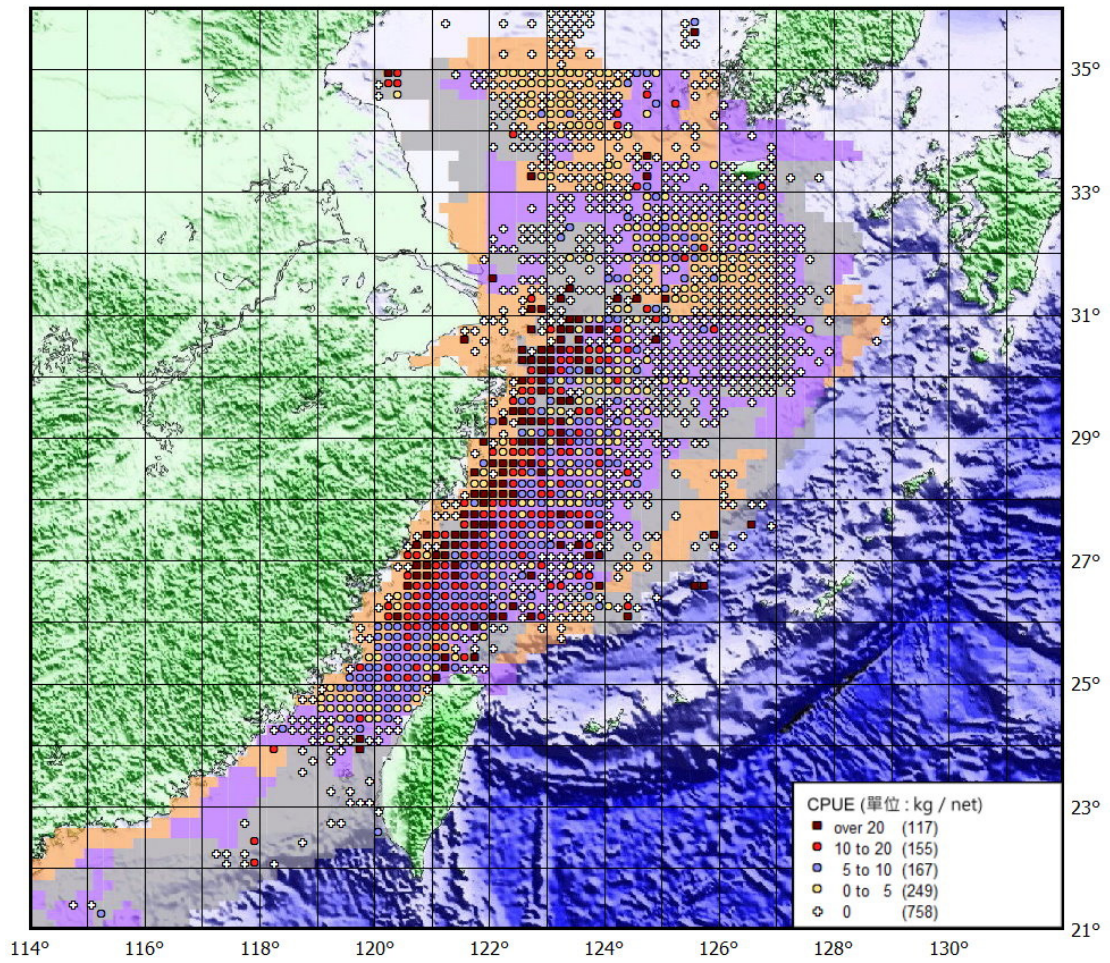 35°
33°
31°
29°
27°
25°
23°
21°
CPUE (單位 : kg / net)
over 20 (117)
10 to 20 (155)
5 to 10 (167)
0 to 5 (249)
0 (758)
114° 116° 118° 120° 122° 124° 126° 128° 130°